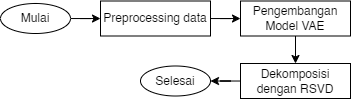 Mulai
Preprocessing data
Pengembangan
Model VAE
Dekomposisi
dengan RSVD
Selesai